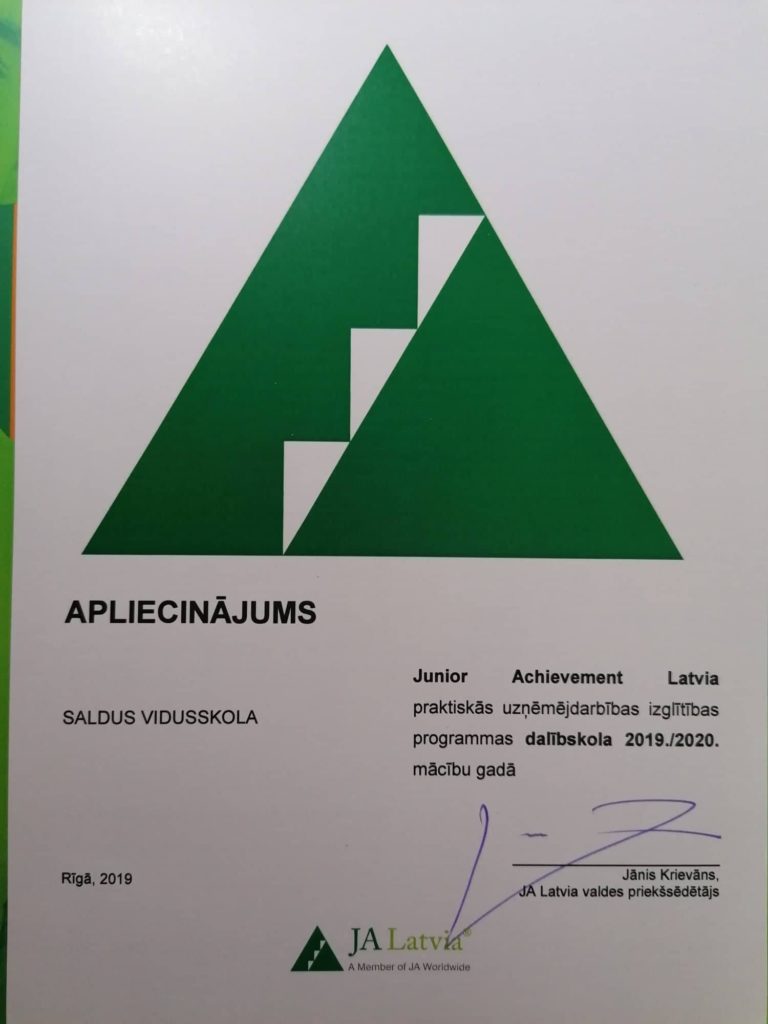 APLIECINĀJUMS
SALDUS VIDUSSKOLA
Junior Achievement Latvia
praktiskās uzņēmējdarbības izglītības
programmas dalībskola 2019./2020.
mācību gadā
Rīgā, 2019
Jānis Krievāns,
JA Latvia valdes priekšsēdētājs
JA Latvia®
A Member of JA Worldwide